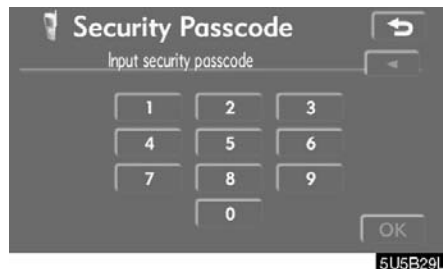 Security Passcode
Input security passcode
1 2 3
4 5 6
7 8 9
0
OK
5U5B29I